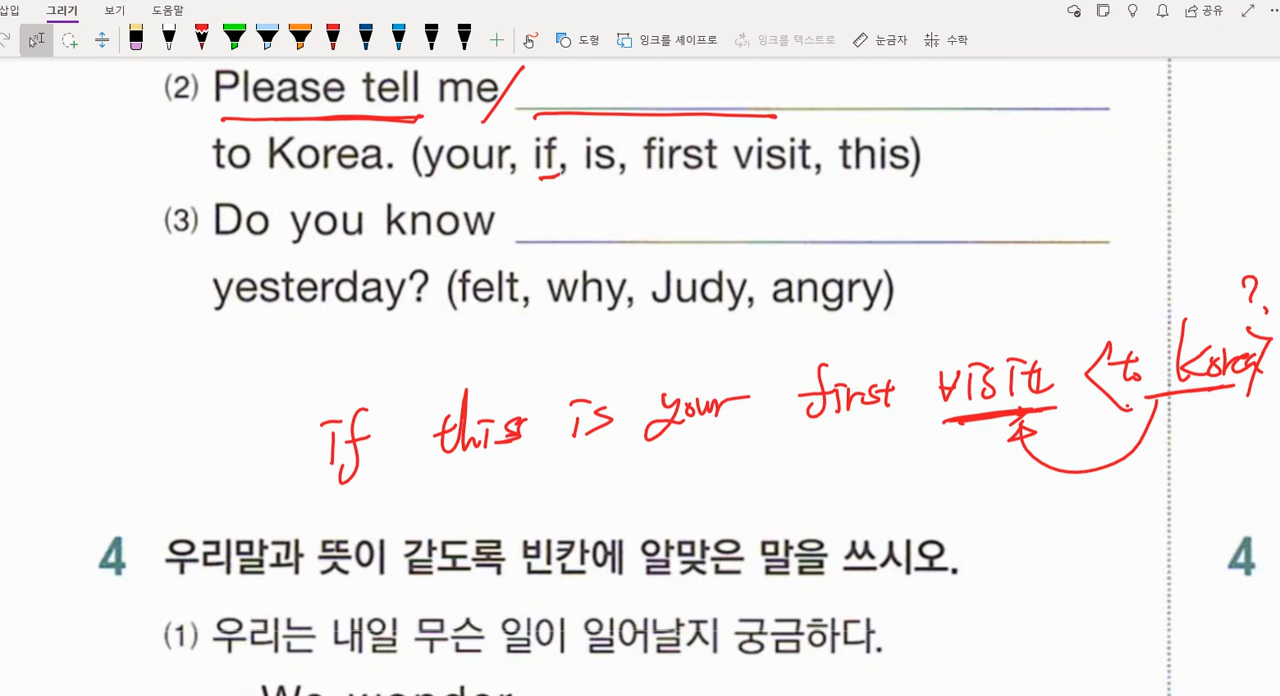 삽입 그리기 보기 도움말 공유
도형 잉크를 셰이프로 잉크를 텍스트로 눈금자 수학
(2) Please tell me
to Korea. (your, if, is, first visit, this)
(3) Do you know
yesterday? (felt, why, Judy, angry)
?
if this is your first visit <to Korea>
4 우리말과 뜻이 같도록 빈칸에 알맞은 말을 쓰시오.
4
(1) 우리는 내일 무슨 일이 일어날지 궁금하다.
We wonder